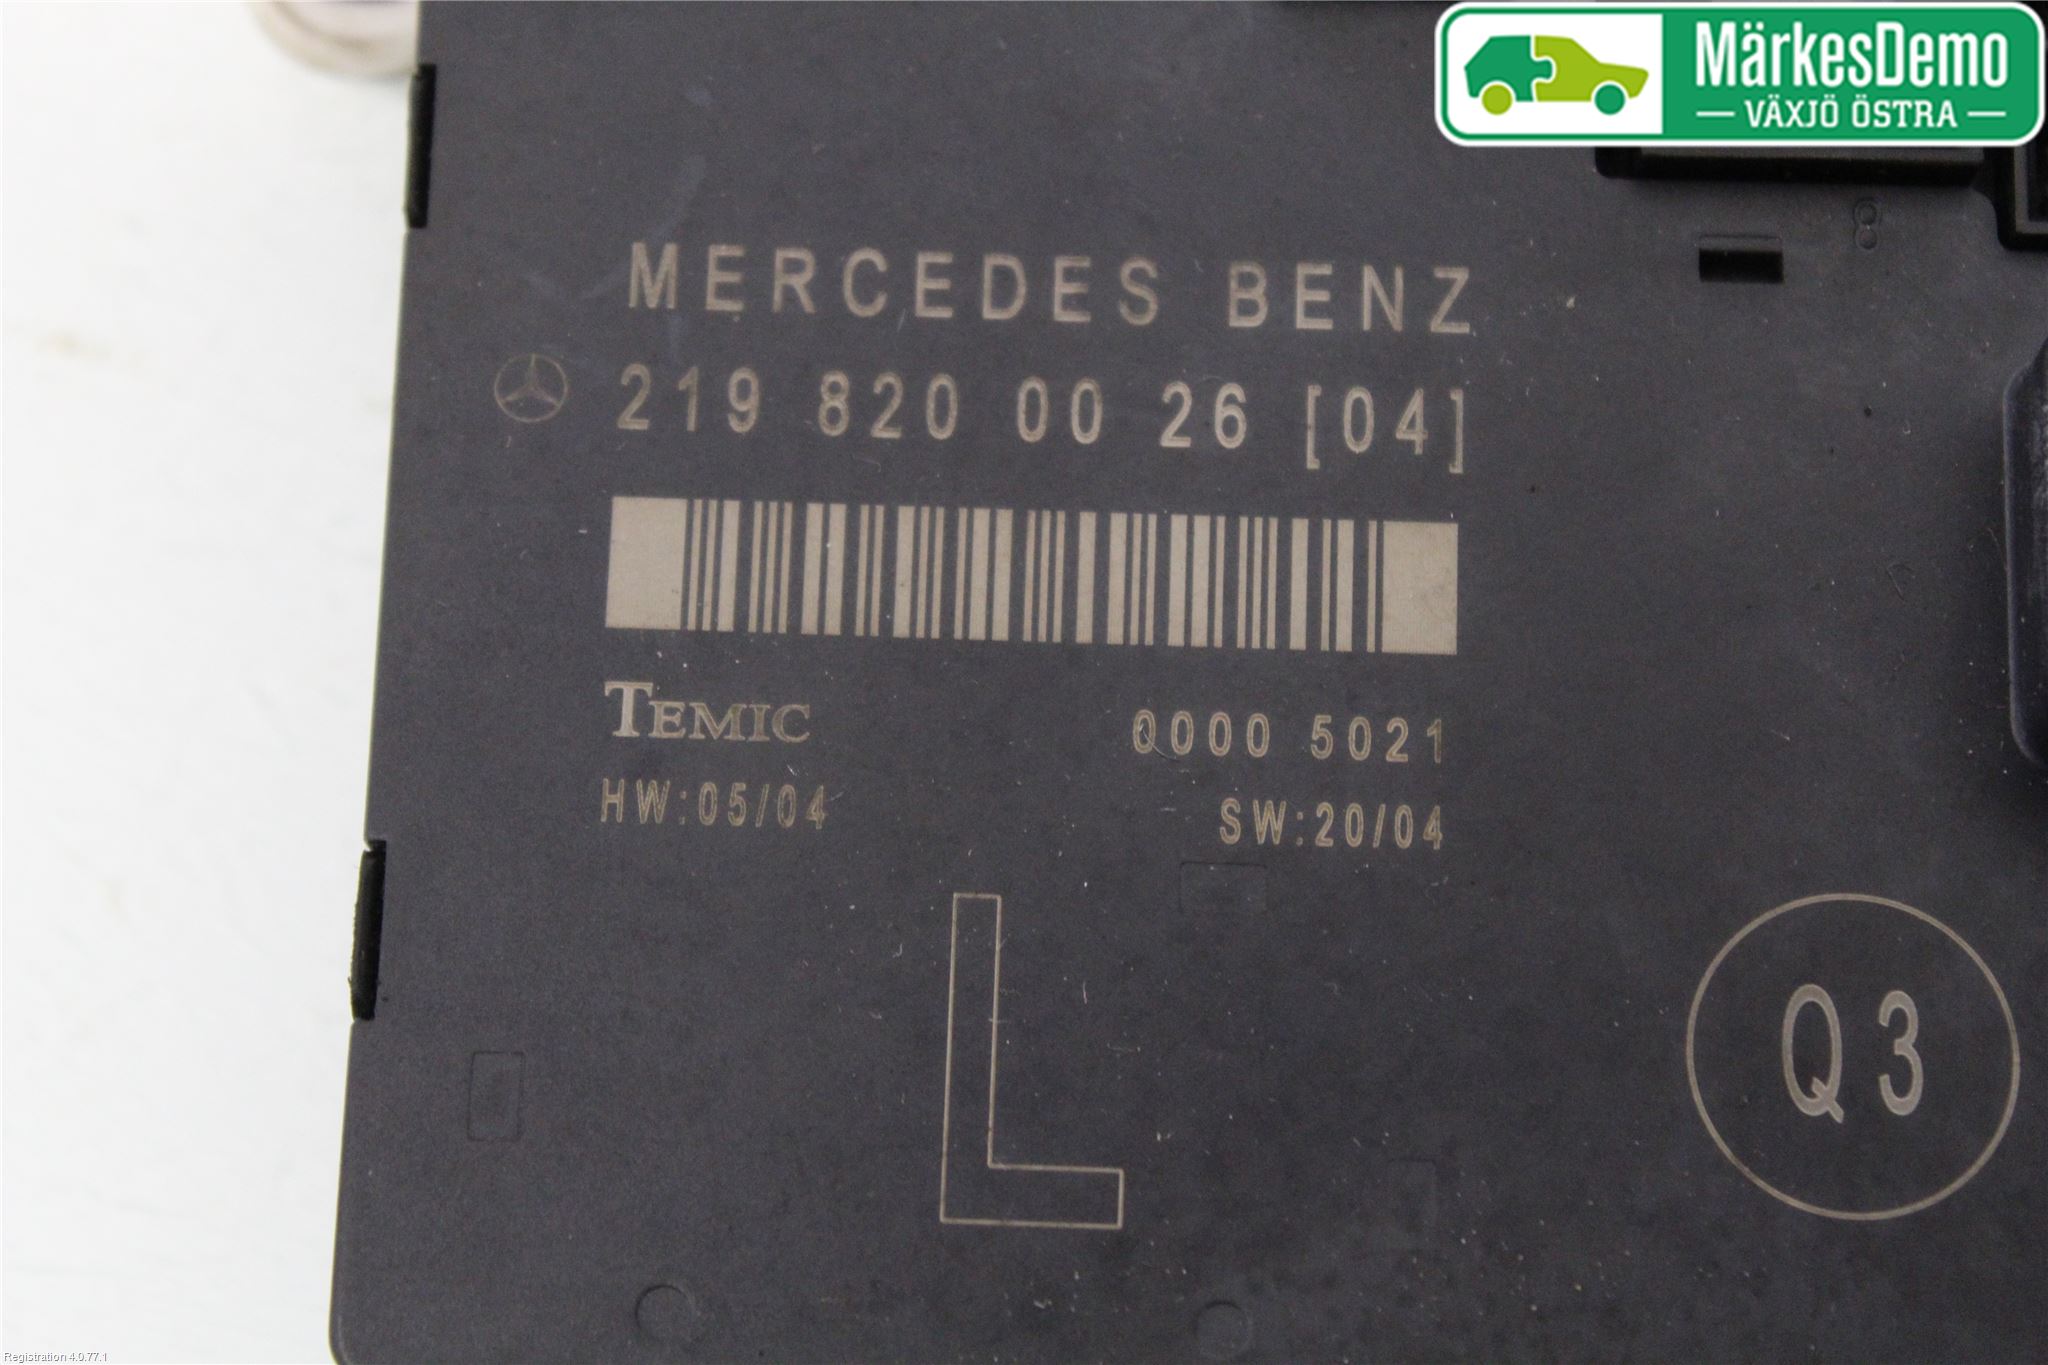 MärkesDemo
— VÄXJÖ ÖSTRA —
8
MERCEDES BENZ
219 820 00 26 [04]
TEMIC 0000 5021
HW:05/04 SW:20/04
L
Q3
Registration 4.0.77.1